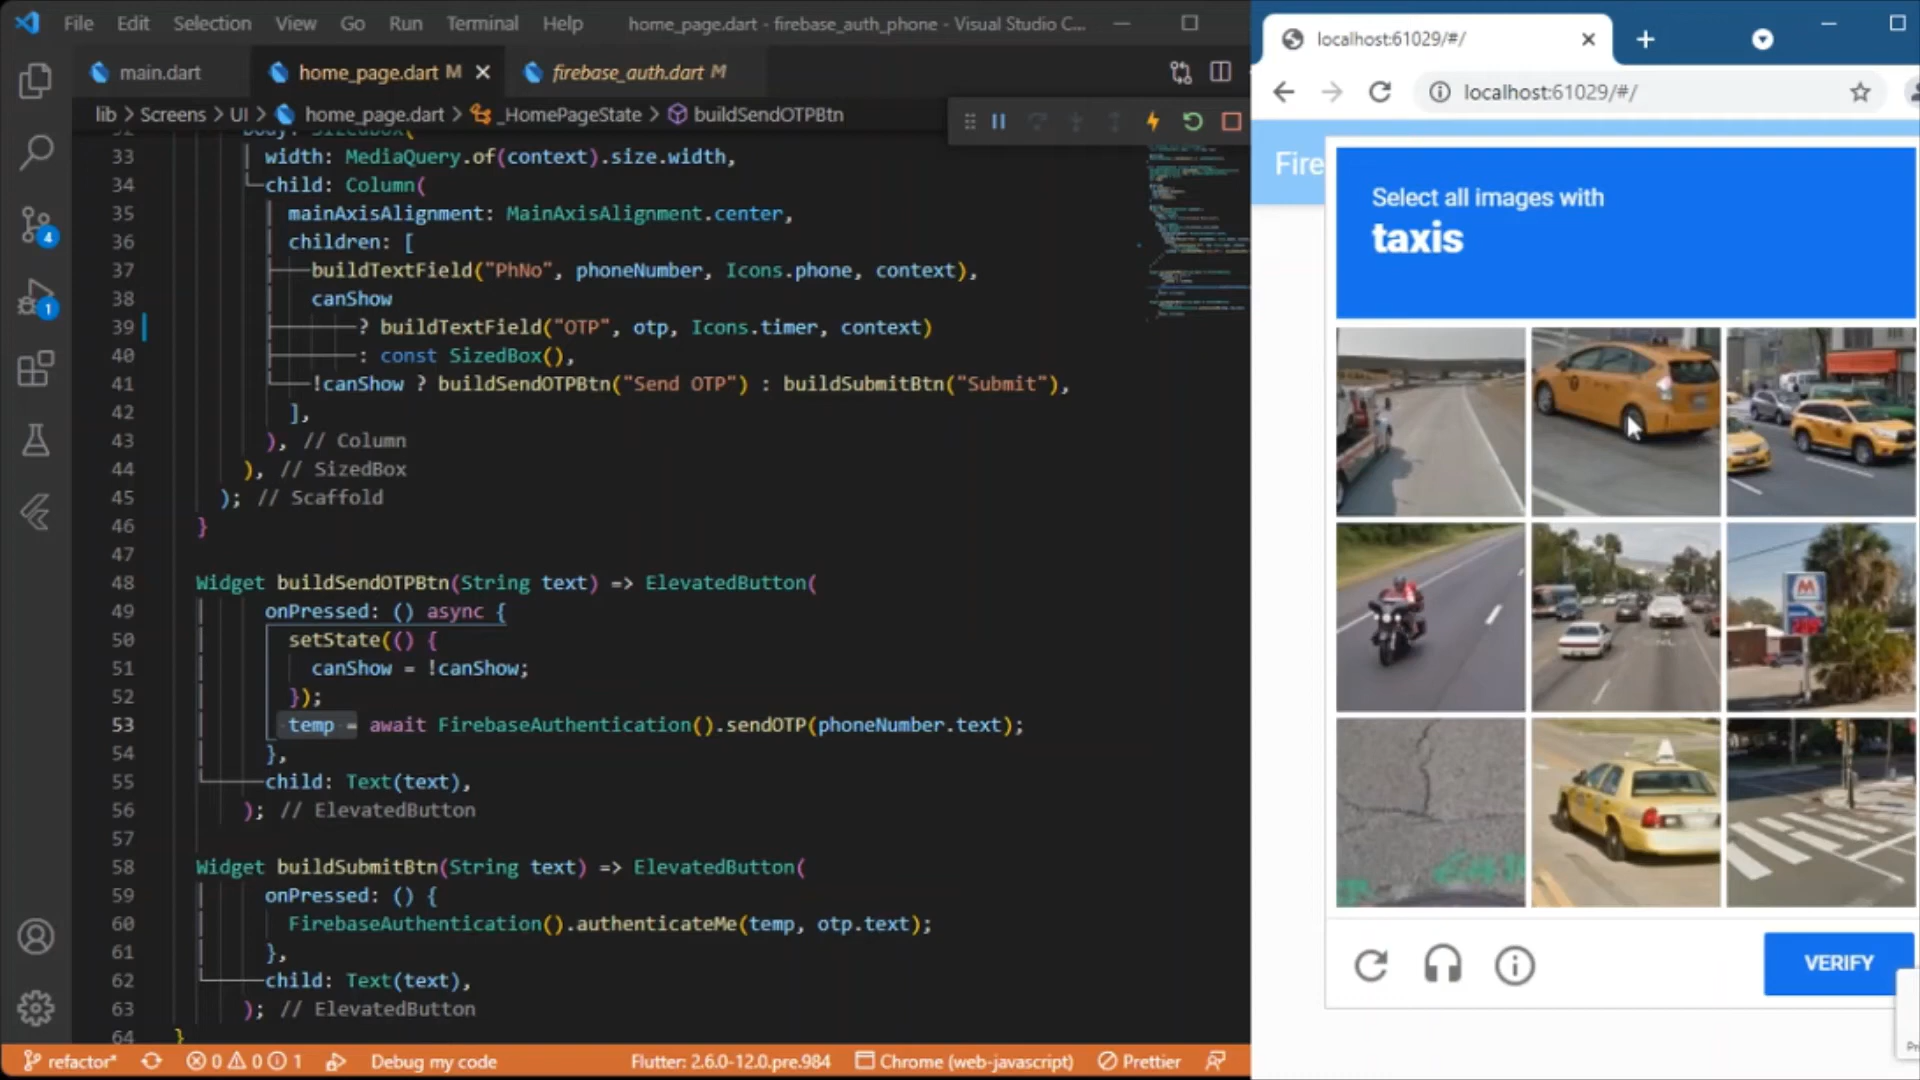 File Edit Selection View Go Run Terminal Help home_page.dart - firebase_auth_phone - Visual Studio C...
main.dart home_page.dart M firebase_auth.dart M
lib > Screens > UI > home_page.dart > _HomePageState > buildSendOTPBtn
32 body: SizedBox(
33 width: MediaQuery.of(context).size.width,
34 child: Column(
35 mainAxisAlignment: MainAxisAlignment.center,
36 children: [
37 buildTextField("PhNo", phoneNumber, Icons.phone, context),
38 canShow
39 ? buildTextField("OTP", otp, Icons.timer, context)
40 : const SizedBox(),
41 !canShow ? buildSendOTPBtn("Send OTP") : buildSubmitBtn("Submit"),
42 ],
43 ), // Column
44 ), // SizedBox
45 ); // Scaffold
46 }
47
48 Widget buildSendOTPBtn(String text) => ElevatedButton(
49 onPressed: () async {
50 setState(() {
51 canShow = !canShow;
52 });
53 temp = await FirebaseAuthentication().sendOTP(phoneNumber.text);
54 },
55 child: Text(text),
56 ); // ElevatedButton
57
58 Widget buildSubmitBtn(String text) => ElevatedButton(
59 onPressed: () {
60 FirebaseAuthentication().authenticateMe(temp, otp.text);
61 },
62 child: Text(text),
63 ); // ElevatedButton
64 }
4
1
refactor* 0 0 1 Debug my code Flutter: 2.6.0-12.0.pre.984 Chrome (web-javascript) Prettier
localhost:61029/#/
localhost:61029/#/
Fire
Select all images with
taxis
VERIFY